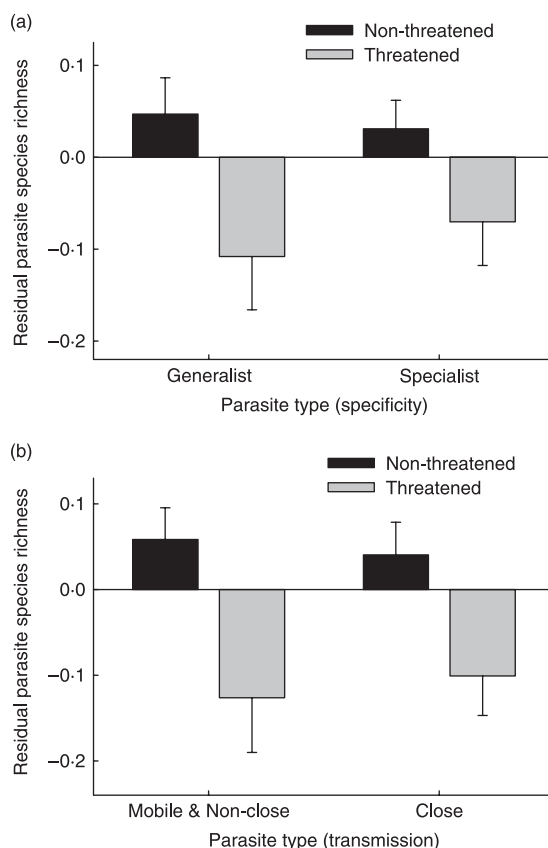 (a)
Non-threatened
Threatened
Residual parasite species richness
0·1
0·0
−0·1
−0·2
Generalist
Specialist
Parasite type (specificity)
(b)
Non-threatened
Threatened
Residual parasite species richness
0·1
0·0
−0·1
−0·2
Mobile & Non-close
Close
Parasite type (transmission)